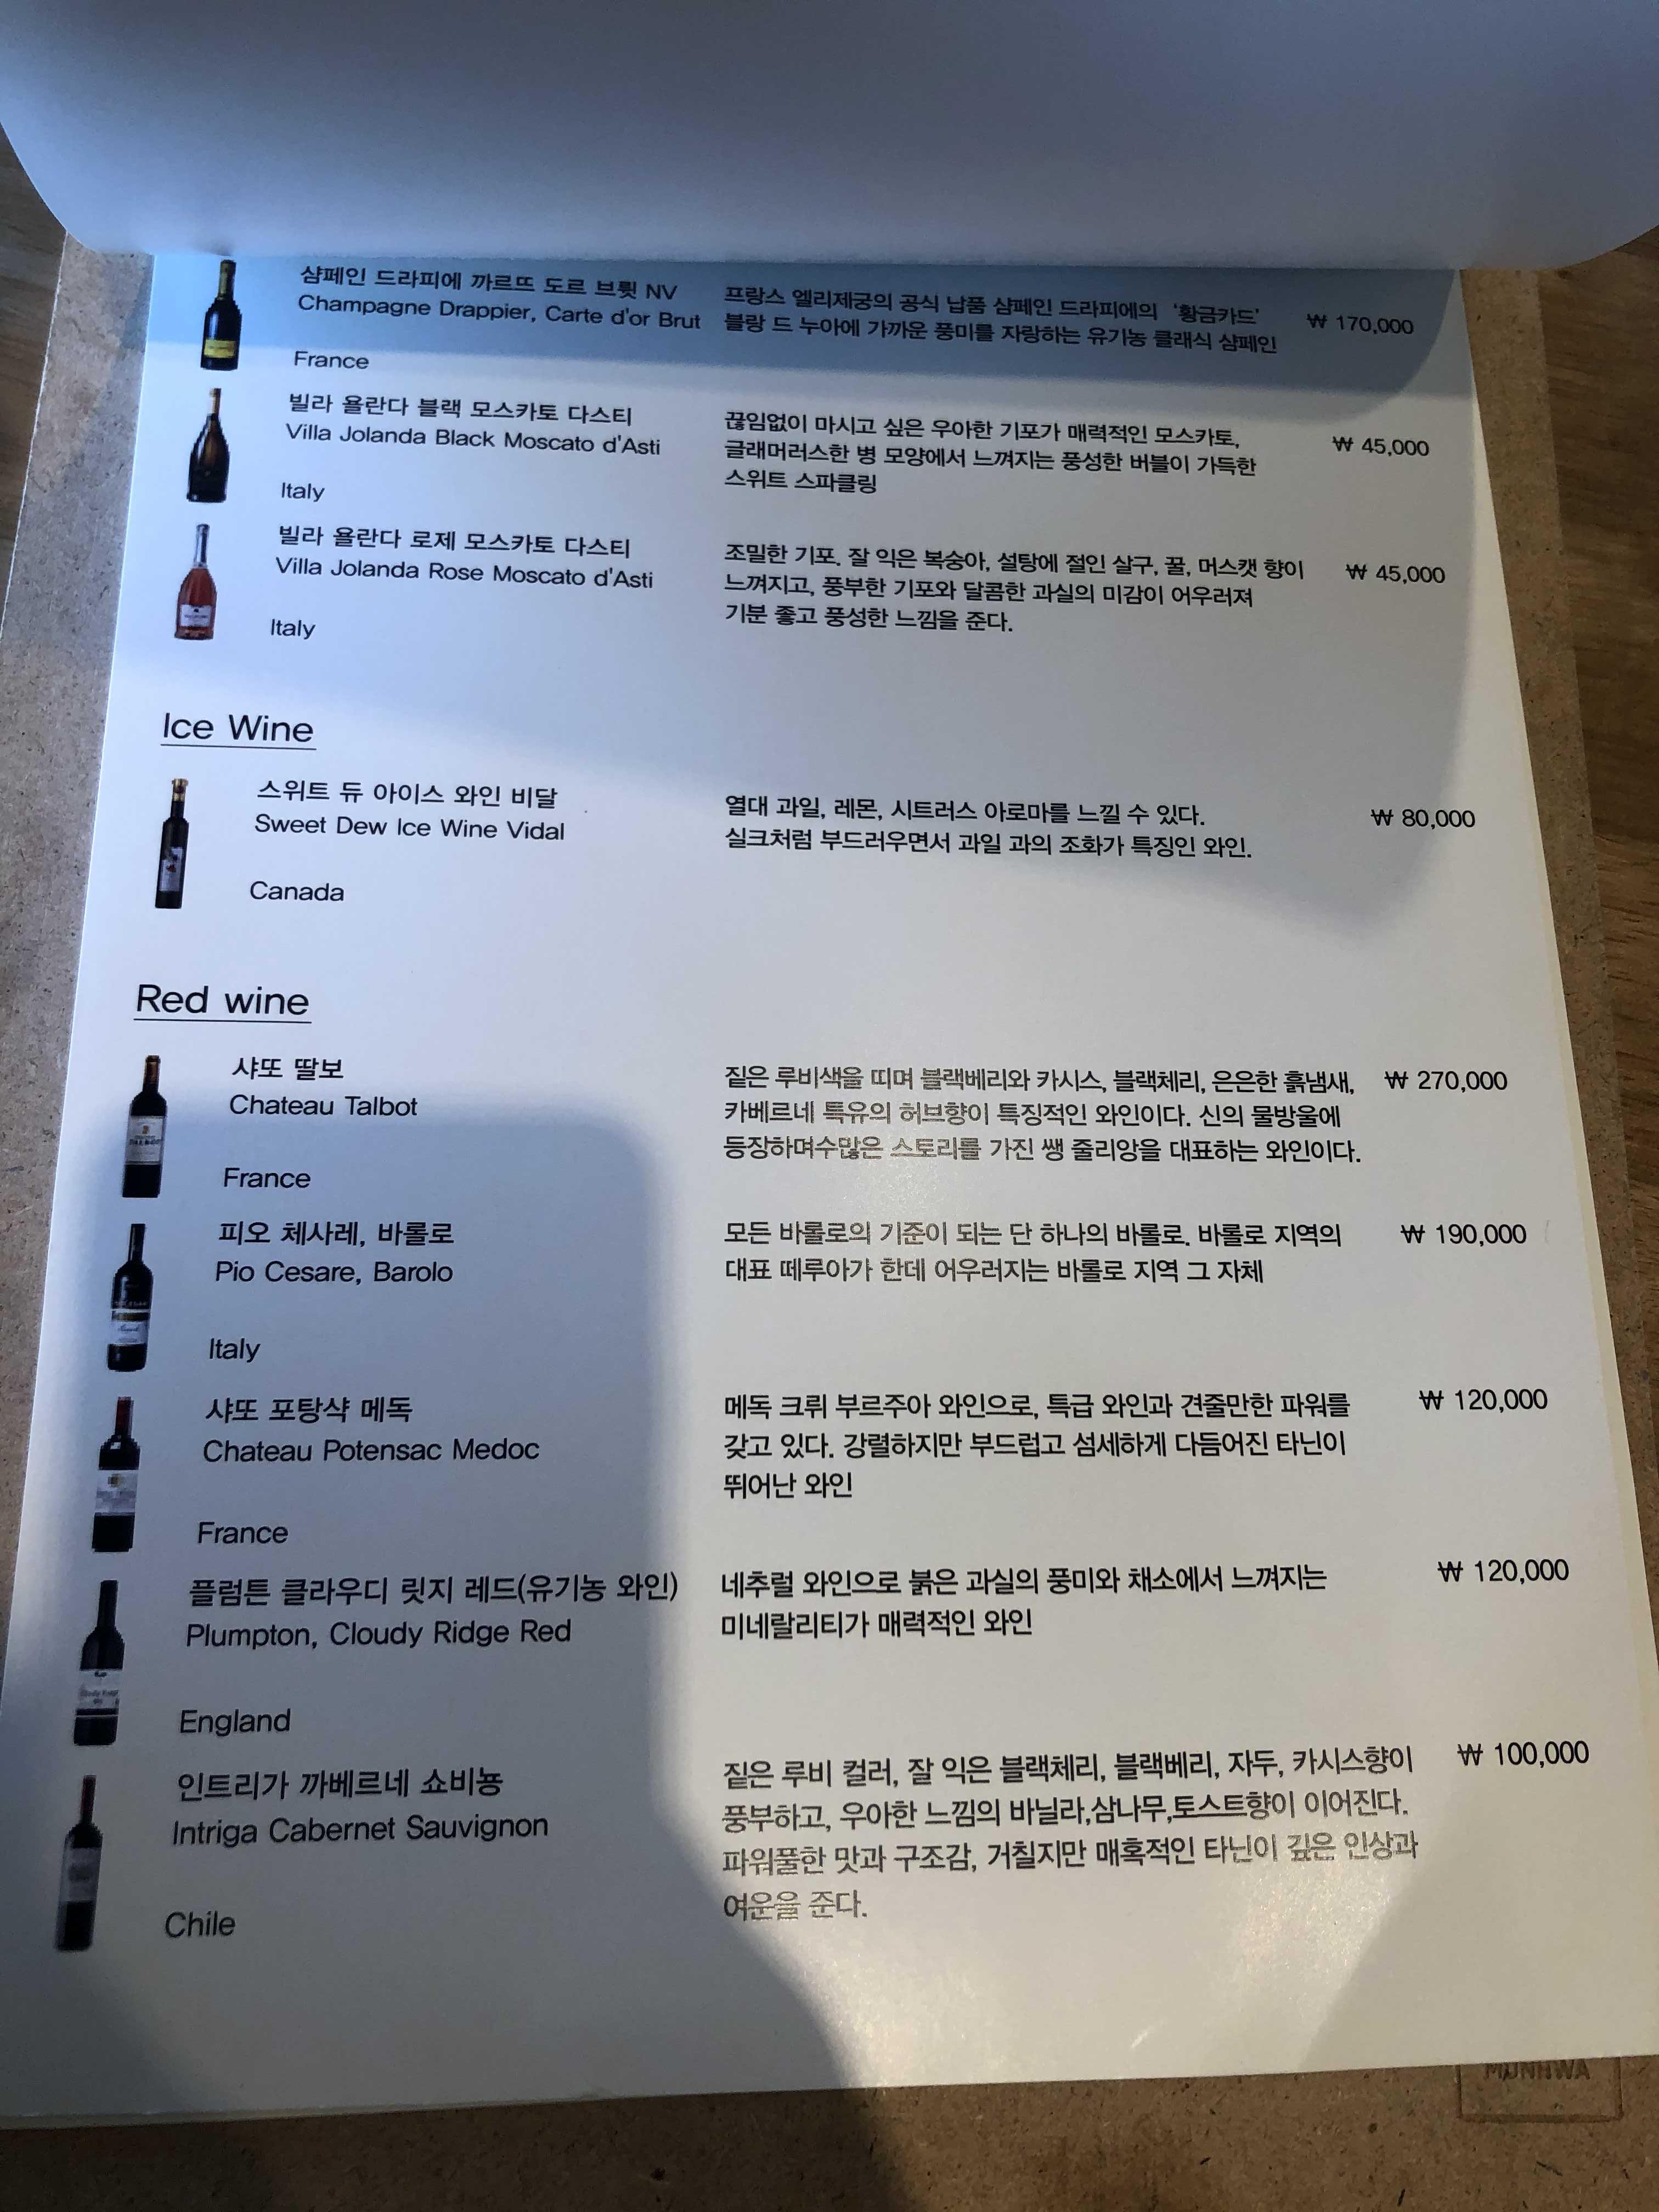 샴페인 드라피에 까르뜨 도르 브륏 NV
Champagne Drappier, Carte d'or Brut
France
프랑스 엘리제궁의 공식 납품 샴페인 드라피에의 '황금카드'
블랑 드 누아에 가까운 풍미를 자랑하는 유기농 클래식 샴페인
₩ 170,000
빌라 욜란다 블랙 모스카토 다스티
Villa Jolanda Black Moscato d'Asti
Italy
끊임없이 마시고 싶은 우아한 기포가 매력적인 모스카토,
글래머러스한 병 모양에서 느껴지는 풍성한 버블이 가득한
스위트 스파클링
₩ 45,000
빌라 욜란다 로제 모스카토 다스티
Villa Jolanda Rose Moscato d'Asti
Italy
조밀한 기포. 잘 익은 복숭아, 설탕에 절인 살구, 꿀, 머스캣 향이
느껴지고, 풍부한 기포와 달콤한 과실의 미감이 어우러져
기분 좋고 풍성한 느낌을 준다.
₩ 45,000
Ice Wine
스위트 듀 아이스 와인 비달
Sweet Dew Ice Wine Vidal
Canada
열대 과일, 레몬, 시트러스 아로마를 느낄 수 있다.
실크처럼 부드러우면서 과일 과의 조화가 특징인 와인.
₩ 80,000
Red wine
샤또 딸보
Chateau Talbot
France
짙은 루비색을 띠며 블랙베리와 카시스, 블랙체리, 은은한 흙냄새,
카베르네 특유의 허브향이 특징적인 와인이다. 신의 물방울에
등장하며수많은 스토리를 가진 쌩 줄리앙을 대표하는 와인이다.
₩ 270,000
피오 체사레, 바롤로
Pio Cesare, Barolo
Italy
모든 바롤로의 기준이 되는 단 하나의 바롤로. 바롤로 지역의
대표 떼루아가 한데 어우러지는 바롤로 지역 그 자체
₩ 190,000
샤또 포탕샥 메독
Chateau Potensac Medoc
France
메독 크뤼 부르주아 와인으로, 특급 와인과 견줄만한 파워를
갖고 있다. 강렬하지만 부드럽고 섬세하게 다듬어진 타닌이
뛰어난 와인
₩ 120,000
플럼튼 클라우디 릿지 레드(유기농 와인)
Plumpton, Cloudy Ridge Red
England
네추럴 와인으로 붉은 과실의 풍미와 채소에서 느껴지는
미네랄리티가 매력적인 와인
₩ 120,000
인트리가 까베르네 쇼비뇽
Intriga Cabernet Sauvignon
Chile
짙은 루비 컬러, 잘 익은 블랙체리, 블랙베리, 자두, 카시스향이
풍부하고, 우아한 느낌의 바닐라,삼나무,토스트향이 이어진다.
파워풀한 맛과 구조감, 거칠지만 매혹적인 타닌이 깊은 인상과
여운을 준다.
₩ 100,000
MUNHWA